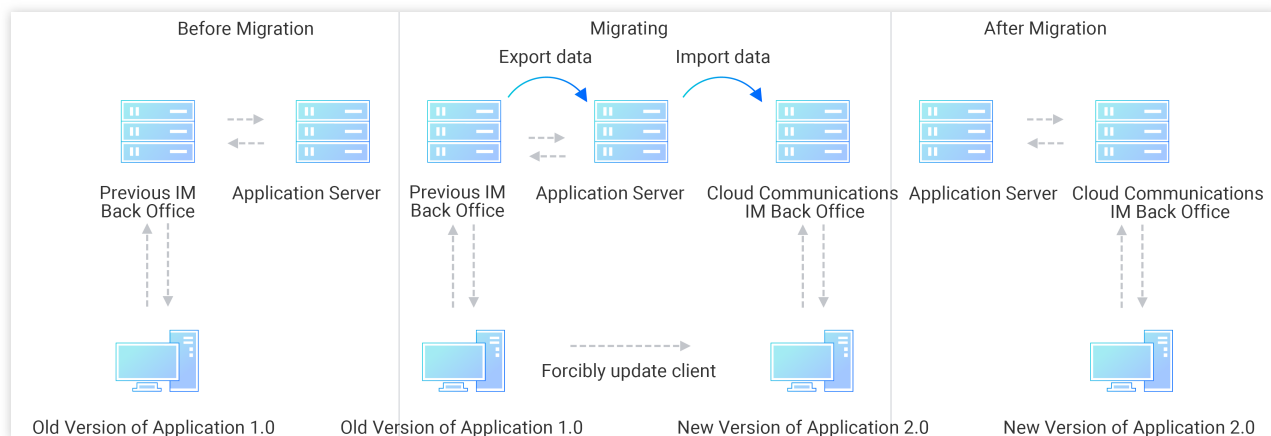 Before Migration
Migrating
After Migration
Export data
Import data
Previous IM
Back Office
Application Server
Previous IM
Back Office
Application Server
Cloud Communications
IM Back Office
Application Server
Cloud Communications
IM Back Office
Forcibly update client
Old Version of Application 1.0
Old Version of Application 1.0
New Version of Application 2.0
New Version of Application 2.0